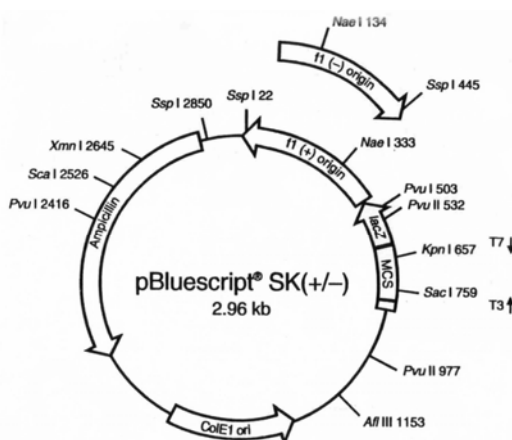 Nae I 134
f1 (–) origin
Ssp I 445
Ssp I 2850
Ssp I 22
Xmn I 2645
Nae I 333
f1 (+) origin
Sca I 2526
Pvu I 503
Pvu II 532
Pvu I 2416
Ampicillin
lacZ
Kpn I 657
T7
MCS
pBluescript® SK(+/–)
2.96 kb
Sac I 759
T3
Pvu II 977
Afl III 1153
ColE1 ori